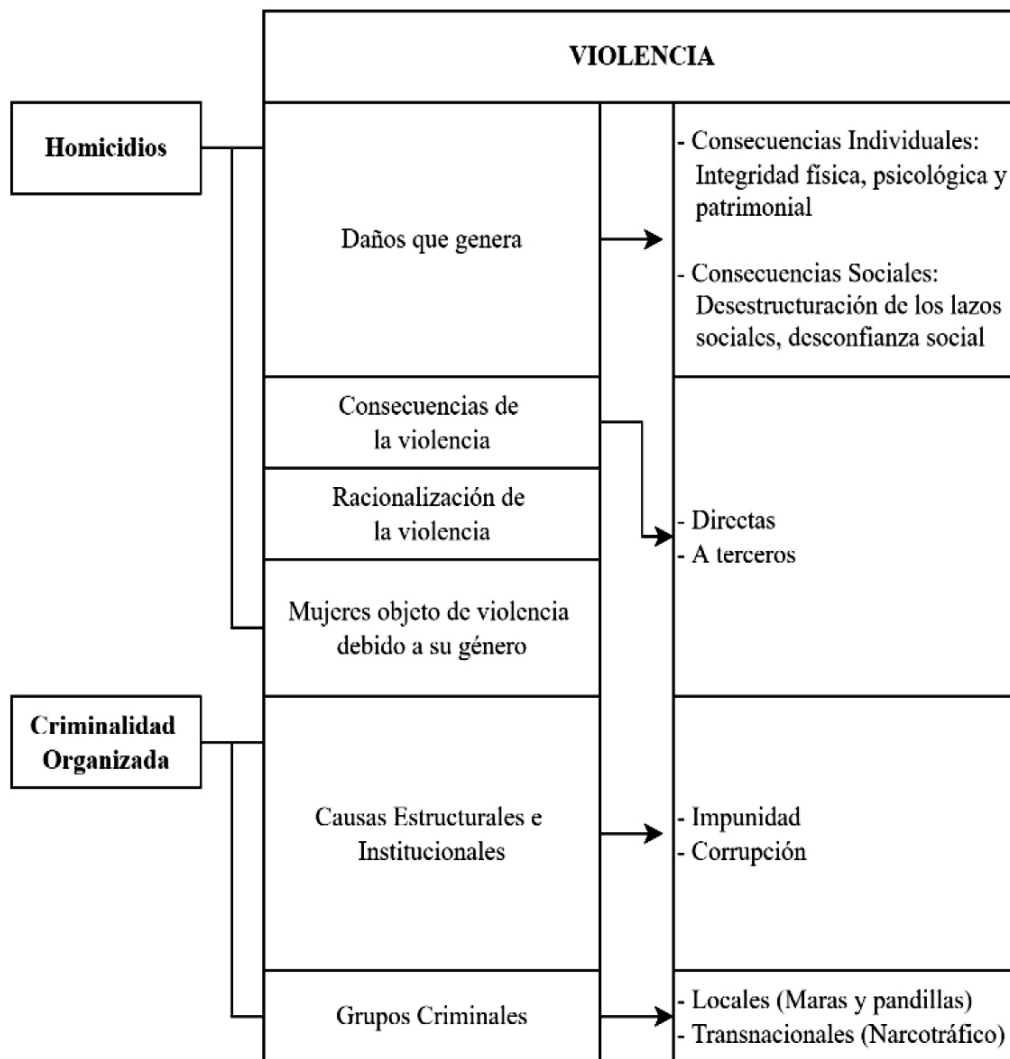 VIOLENCIA
Homicidios
Daños que genera
- Consecuencias Individuales:
Integridad física, psicológica y
patrimonial
- Consecuencias Sociales:
Desestructuración de los lazos
sociales, desconfianza social
Consecuencias de
la violencia
Racionalización de
la violencia
- Directas
- A terceros
Mujeres objeto de violencia
debido a su género
Criminalidad
Organizada
Causas Estructurales e
Institucionales
- Impunidad
- Corrupción
Grupos Criminales
- Locales (Maras y pandillas)
- Transnacionales (Narcotráfico)